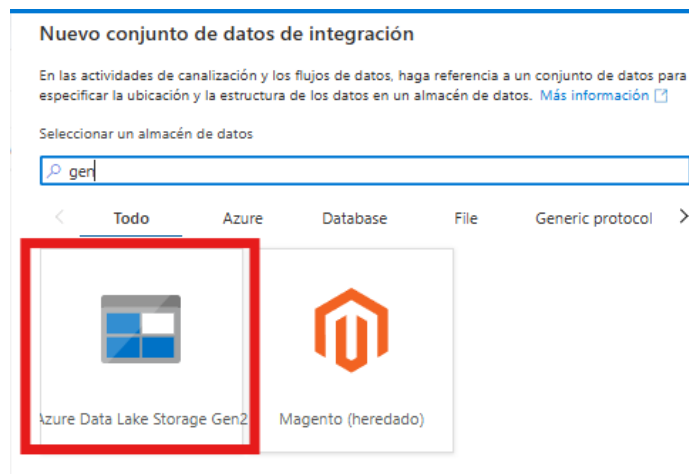 Nuevo conjunto de datos de integración
En las actividades de canalización y los flujos de datos, haga referencia a un conjunto de datos para
especificar la ubicación y la estructura de los datos en un almacén de datos. Más información
Seleccionar un almacén de datos
gen
Todo Azure Database File Generic protocol
Azure Data Lake Storage Gen2 Magento (heredado)